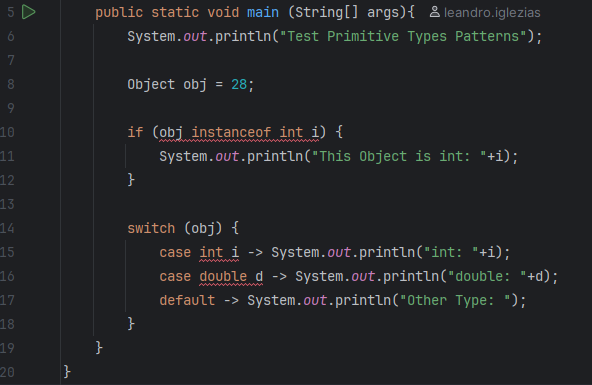 5 public static void main (String[] args){ leandro.iglezias
6 System.out.println("Test Primitive Types Patterns");
7
8 Object obj = 28;
9
10 if (obj instanceof int i) {
11 System.out.println("This Object is int: "+i);
12 }
13
14 switch (obj) {
15 case int i -> System.out.println("int: "+i);
16 case double d -> System.out.println("double: "+d);
17 default -> System.out.println("Other Type: ");
18 }
19 }
20 }